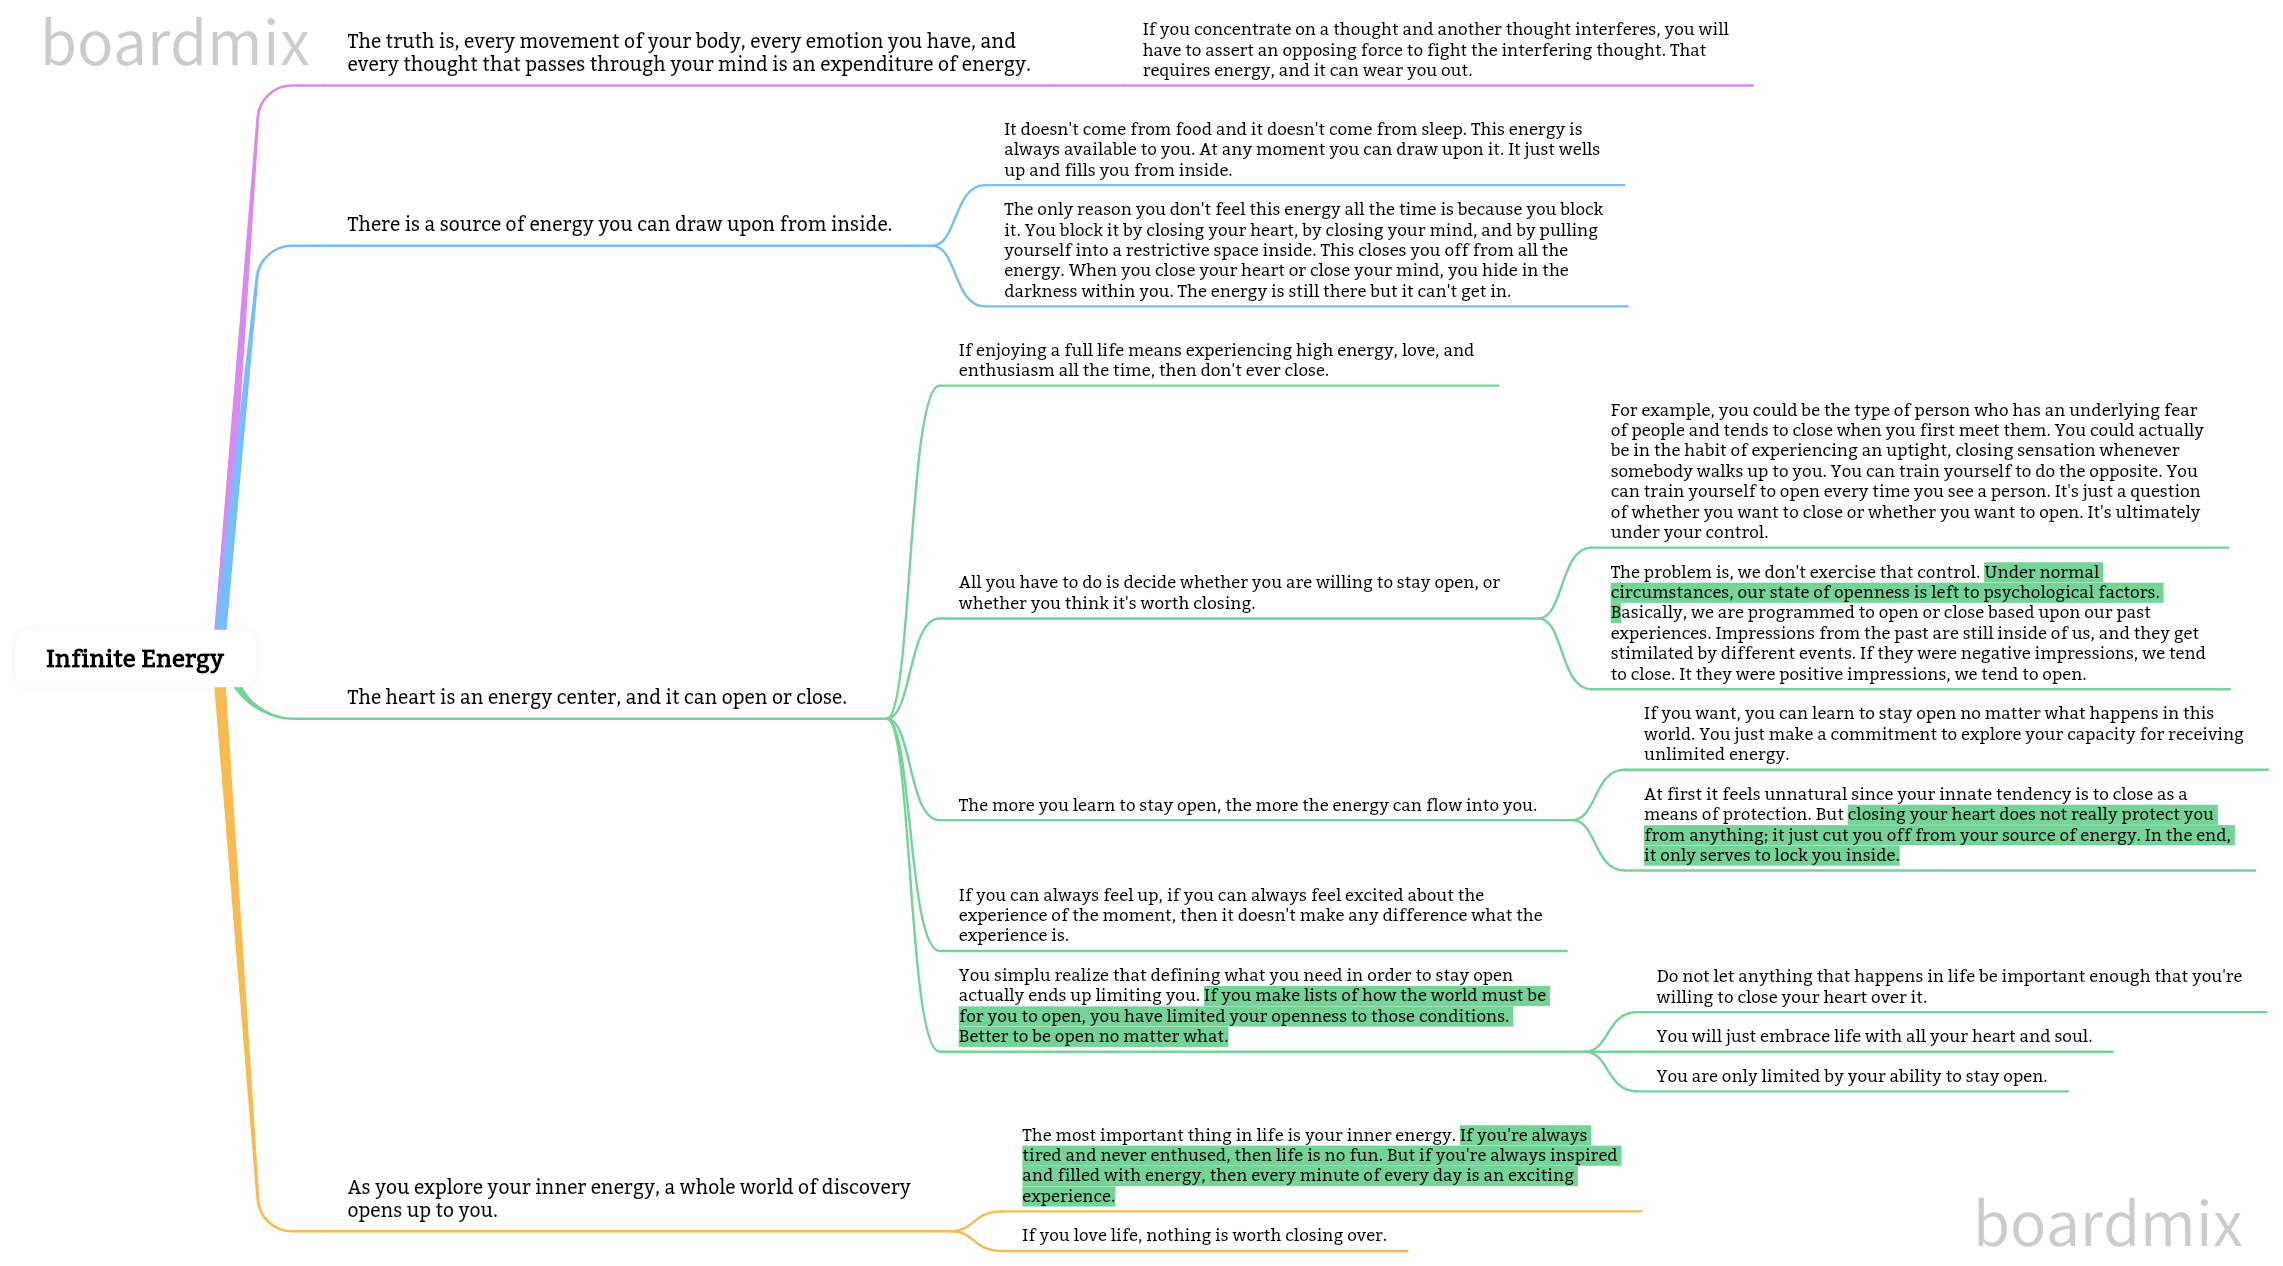 boardmix
The truth is, every movement of your body, every emotion you have, and
every thought that passes through your mind is an expenditure of energy.
If you concentrate on a thought and another thought interferes, you will
have to assert an opposing force to fight the interfering thought. That
requires energy, and it can wear you out.
There is a source of energy you can draw upon from inside.
It doesn't come from food and it doesn't come from sleep. This energy is
always available to you. At any moment you can draw upon it. It just wells
up and fills you from inside.
The only reason you don't feel this energy all the time is because you block
it. You block it by closing your heart, by closing your mind, and by pulling
yourself into a restrictive space inside. This closes you off from all the
energy. When you close your heart or close your mind, you hide in the
darkness within you. The energy is still there but it can't get in.
Infinite Energy
The heart is an energy center, and it can open or close.
If enjoying a full life means experiencing high energy, love, and
enthusiasm all the time, then don't ever close.
All you have to do is decide whether you are willing to stay open, or
whether you think it's worth closing.
For example, you could be the type of person who has an underlying fear
of people and tends to close when you first meet them. You could actually
be in the habit of experiencing an uptight, closing sensation whenever
somebody walks up to you. You can train yourself to do the opposite. You
can train yourself to open every time you see a person. It's just a question
of whether you want to close or whether you want to open. It's ultimately
under your control.
The problem is, we don't exercise that control. Under normal
circumstances, our state of openness is left to psychological factors.
Basically, we are programmed to open or close based upon our past
experiences. Impressions from the past are still inside of us, and they get
stimilated by different events. If they were negative impressions, we tend
to close. It they were positive impressions, we tend to open.
The more you learn to stay open, the more the energy can flow into you.
If you want, you can learn to stay open no matter what happens in this
world. You just make a commitment to explore your capacity for receiving
unlimited energy.
At first it feels unnatural since your innate tendency is to close as a
means of protection. But closing your heart does not really protect you
from anything; it just cut you off from your source of energy. In the end,
it only serves to lock you inside.
If you can always feel up, if you can always feel excited about the
experience of the moment, then it doesn't make any difference what the
experience is.
You simplu realize that defining what you need in order to stay open
actually ends up limiting you. If you make lists of how the world must be
for you to open, you have limited your openness to those conditions.
Better to be open no matter what.
Do not let anything that happens in life be important enough that you're
willing to close your heart over it.
You will just embrace life with all your heart and soul.
You are only limited by your ability to stay open.
As you explore your inner energy, a whole world of discovery
opens up to you.
The most important thing in life is your inner energy. If you're always
tired and never enthused, then life is no fun. But if you're always inspired
and filled with energy, then every minute of every day is an exciting
experience.
If you love life, nothing is worth closing over.
boardmix